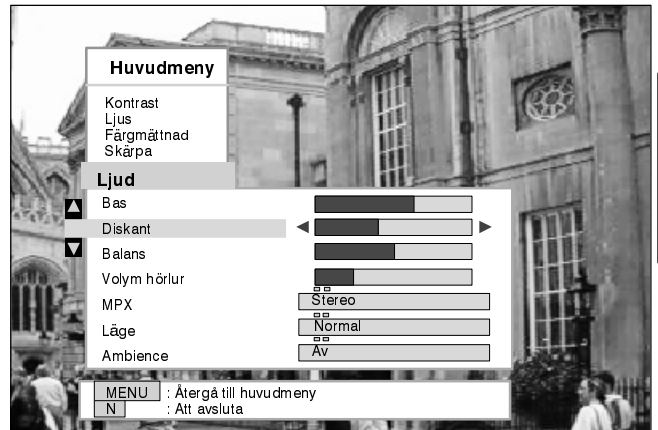 Huvudmeny
Kontrast
Ljus
Färgmättnad
Skärpa
Ljud
Bas
Diskant
Balans
Volym hörlur
MPX Stereo
Läge Normal
Ambience Av
MENU : Återgå till huvudmeny
N : Att avsluta